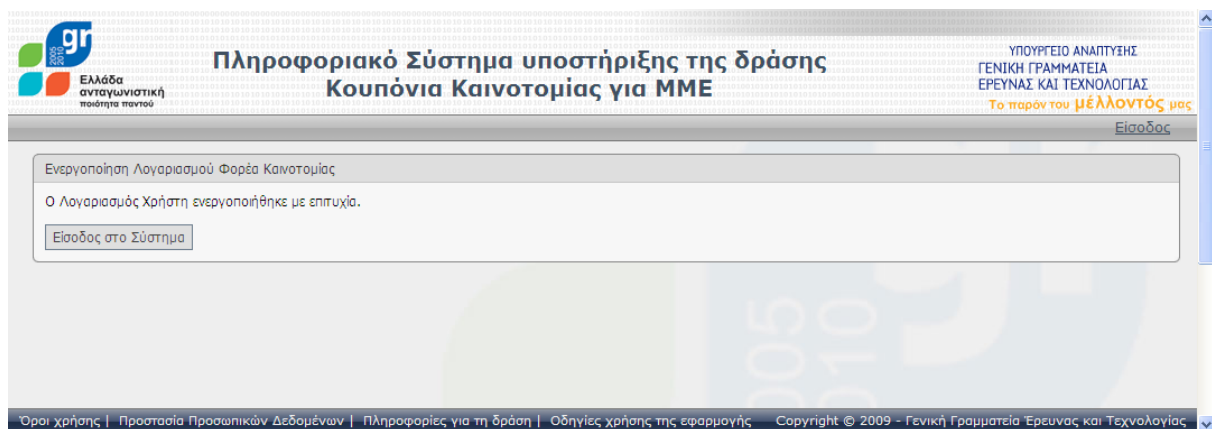 gr
2005
2010
Ελλάδα
ανταγωνιστική
ποιότητα παντού
Πληροφοριακό Σύστημα υποστήριξης της δράσης
Κουπόνια Καινοτομίας για ΜΜΕ
ΥΠΟΥΡΓΕΙΟ ΑΝΑΠΤΥΞΗΣ
ΓΕΝΙΚΗ ΓΡΑΜΜΑΤΕΙΑ
ΕΡΕΥΝΑΣ ΚΑΙ ΤΕΧΝΟΛΟΓΙΑΣ
Το παρόν του μέλλοντός μας
Είσοδος
Ενεργοποίηση Λογαριασμού Φορέα Καινοτομίας
Ο Λογαριασμός Χρήστη ενεργοποιήθηκε με επιτυχία.
Είσοδος στο Σύστημα
Όροι χρήσης | Προστασία Προσωπικών Δεδομένων | Πληροφορίες για τη δράση | Οδηγίες χρήσης της εφαρμογής Copyright © 2009 - Γενική Γραμματεία Έρευνας και Τεχνολογίας